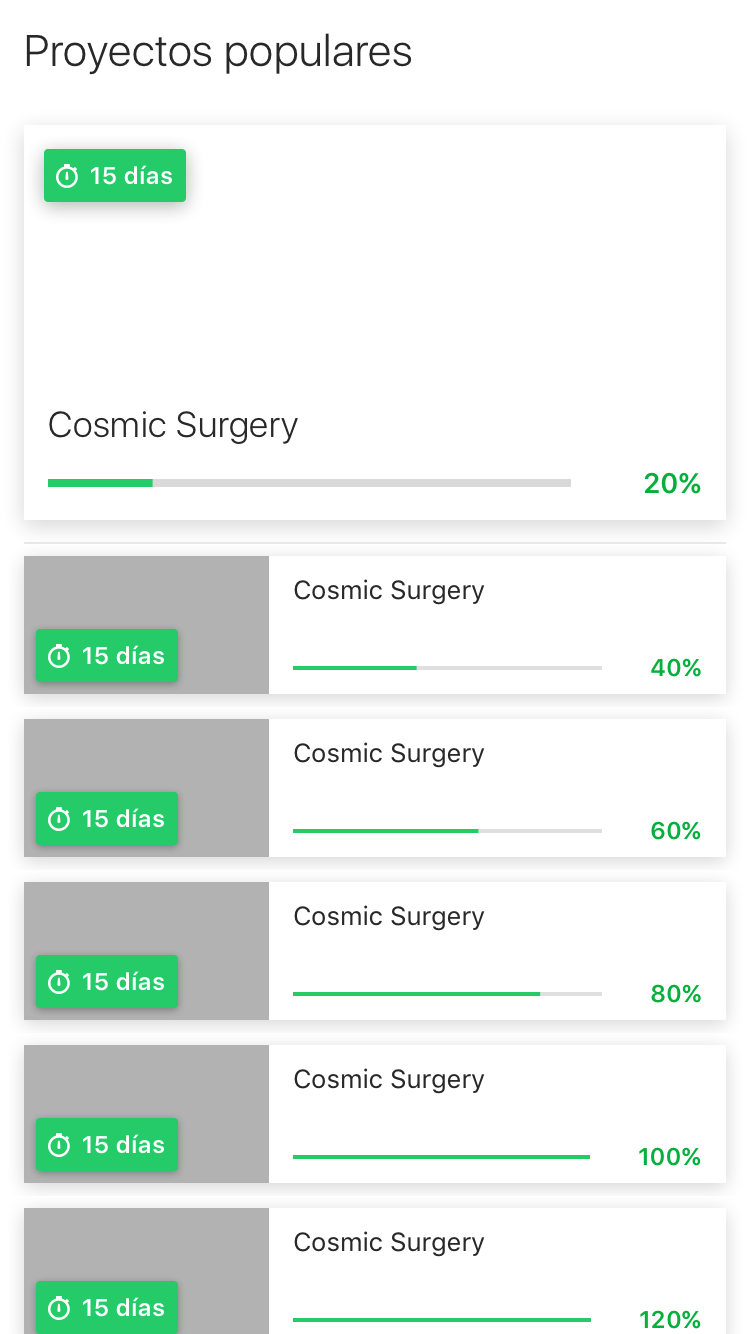 Proyectos populares
15 días
Cosmic Surgery
20%
Cosmic Surgery
15 días
40%
Cosmic Surgery
15 días
60%
Cosmic Surgery
15 días
80%
Cosmic Surgery
15 días
100%
Cosmic Surgery
15 días
120%